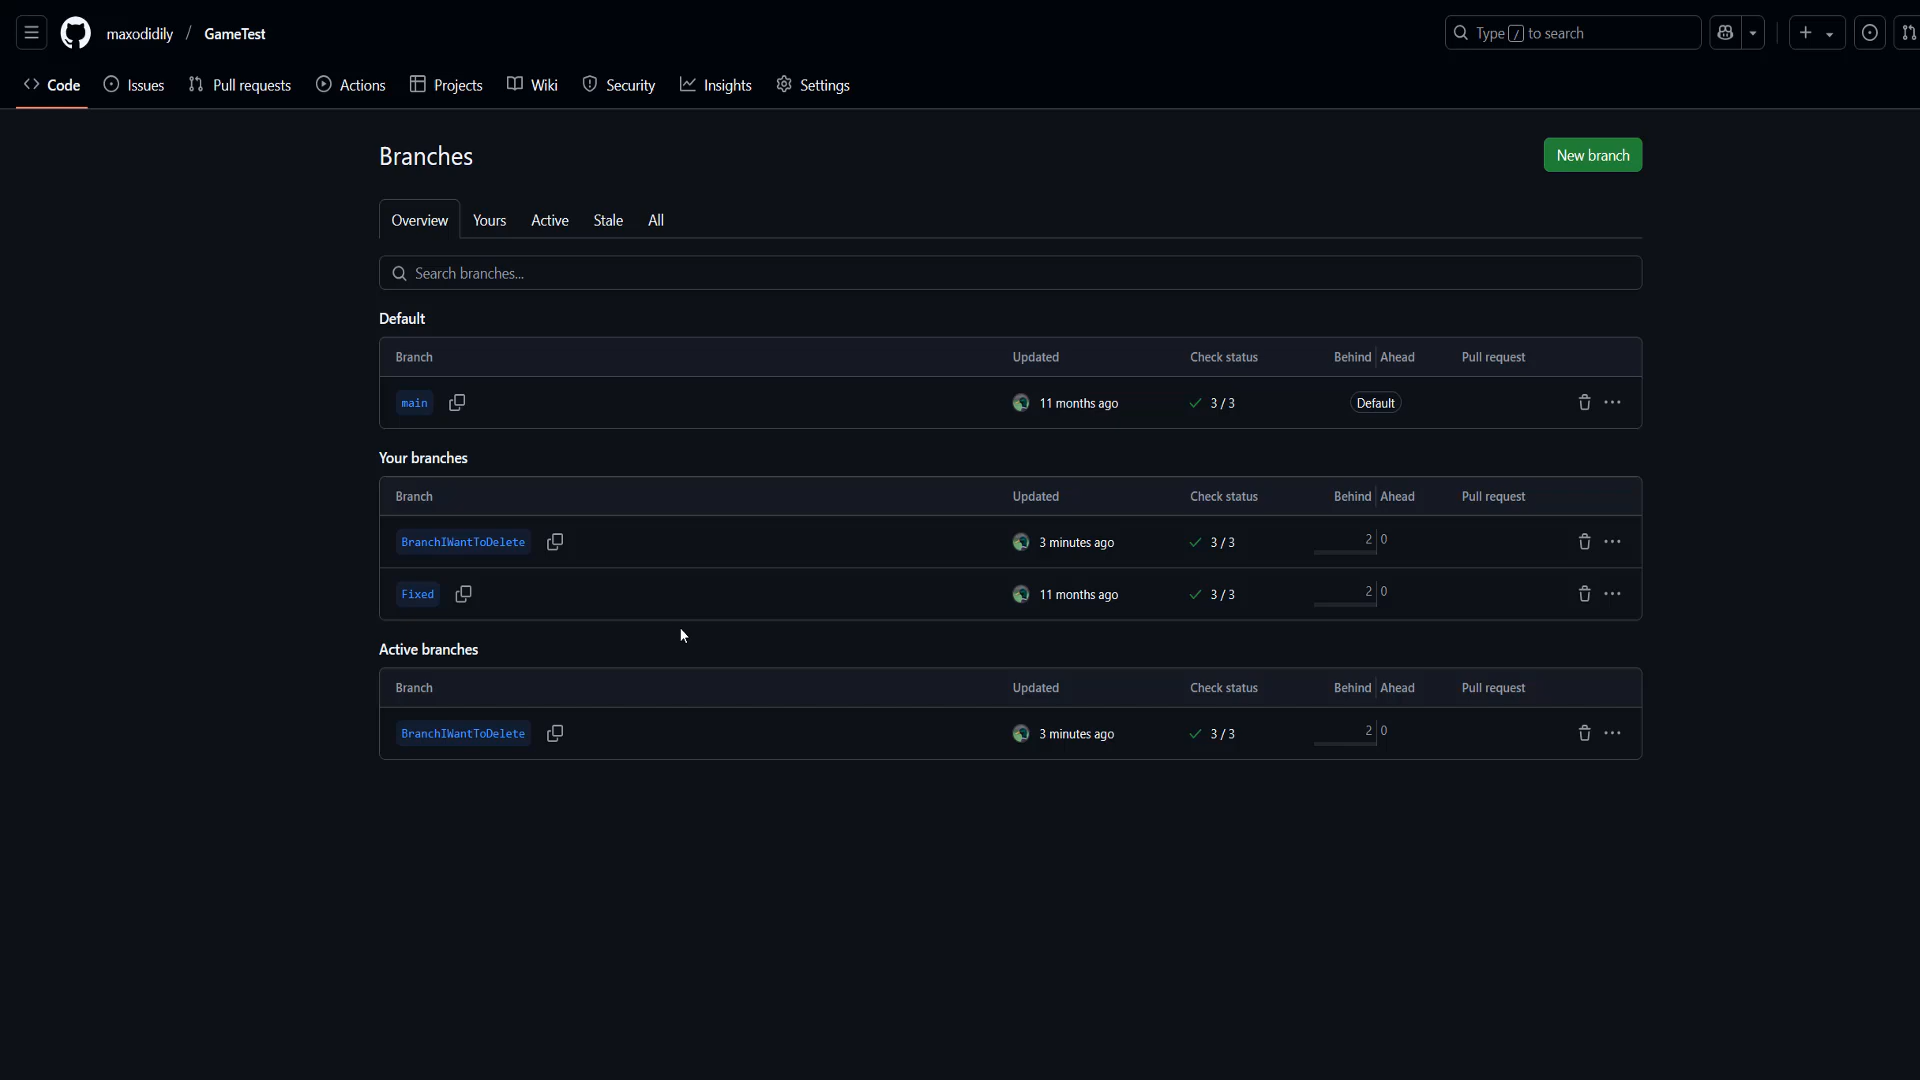 maxodidily / GameTest
Type / to search
Code Issues Pull requests Actions Projects Wiki Security Insights Settings
Branches
New branch
Overview Yours Active Stale All
Search branches...
Default
Branch Updated Check status Behind Ahead Pull request
main 11 months ago 3 / 3 Default
Your branches
Branch Updated Check status Behind Ahead Pull request
BranchIWantToDelete 3 minutes ago 3 / 3 2 0
Fixed 11 months ago 3 / 3 2 0
Active branches
Branch Updated Check status Behind Ahead Pull request
BranchIWantToDelete 3 minutes ago 3 / 3 2 0